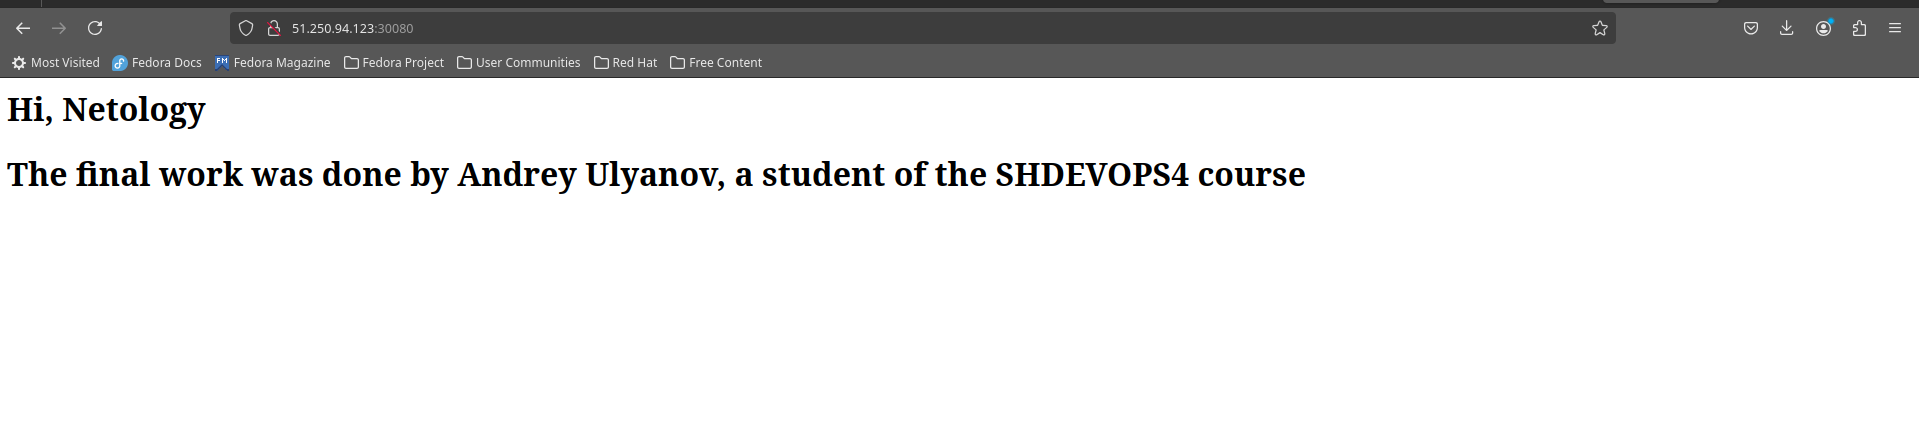 51.250.94.123:30080
Most Visited Fedora Docs FM Fedora Magazine Fedora Project User Communities Red Hat Free Content
Hi, Netology
The final work was done by Andrey Ulyanov, a student of the SHDEVOPS4 course